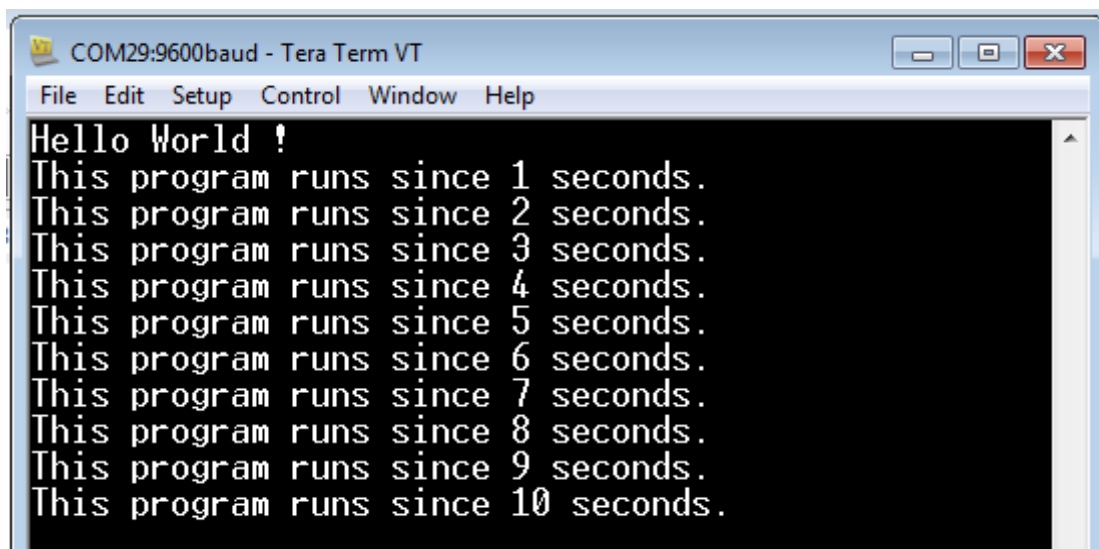 COM29:9600baud - Tera Term VT
File Edit Setup Control Window Help
Hello World !
This program runs since 1 seconds.
This program runs since 2 seconds.
This program runs since 3 seconds.
This program runs since 4 seconds.
This program runs since 5 seconds.
This program runs since 6 seconds.
This program runs since 7 seconds.
This program runs since 8 seconds.
This program runs since 9 seconds.
This program runs since 10 seconds.